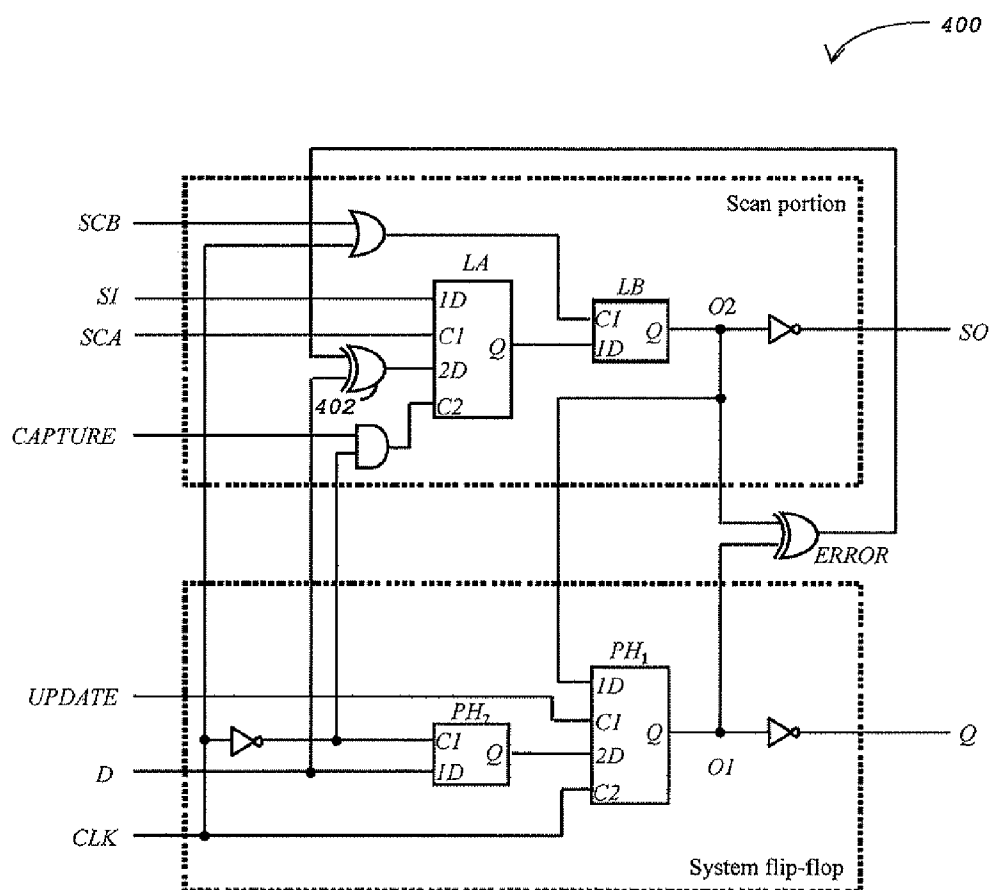 400
Scan portion
SCB
LA
LB
SI
1D
C1
O2
SCA
C1
Q
Q
1D
SO
2D
402
C2
CAPTURE
ERROR
PH1
UPDATE
1D
PH2
C1
C1
Q
2D
Q
Q
D
1D
O1
C2
CLK
System flip-flop